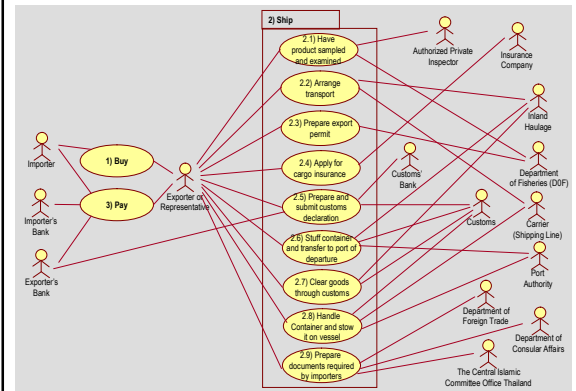 2) Ship
2.1) Have
product sampled
and examined
2.2) Arrange
transport
2.3) Prepare export
permit
2.4) Apply for
cargo insurance
2.5) Prepare and
submit customs
declaration
2.6) Stuff container
and transfer to port of
departure
2.7) Clear goods
through customs
2.8) Handle
Container and stow
it on vessel
2.9) Prepare
documents required
by importers
Importer
Importer's
Bank
Exporter's
Bank
1) Buy
3) Pay
Exporter or
Representative
Authorized Private
Inspector
Customs'
Bank
Customs
Insurance
Company
Inland
Haulage
Department
of Fisheries (D0F)
Carrier
(Shipping Line)
Port
Authority
Department of
Foreign Trade
Department of
Consular Affairs
The Central Islamic
Committee Office Thailand